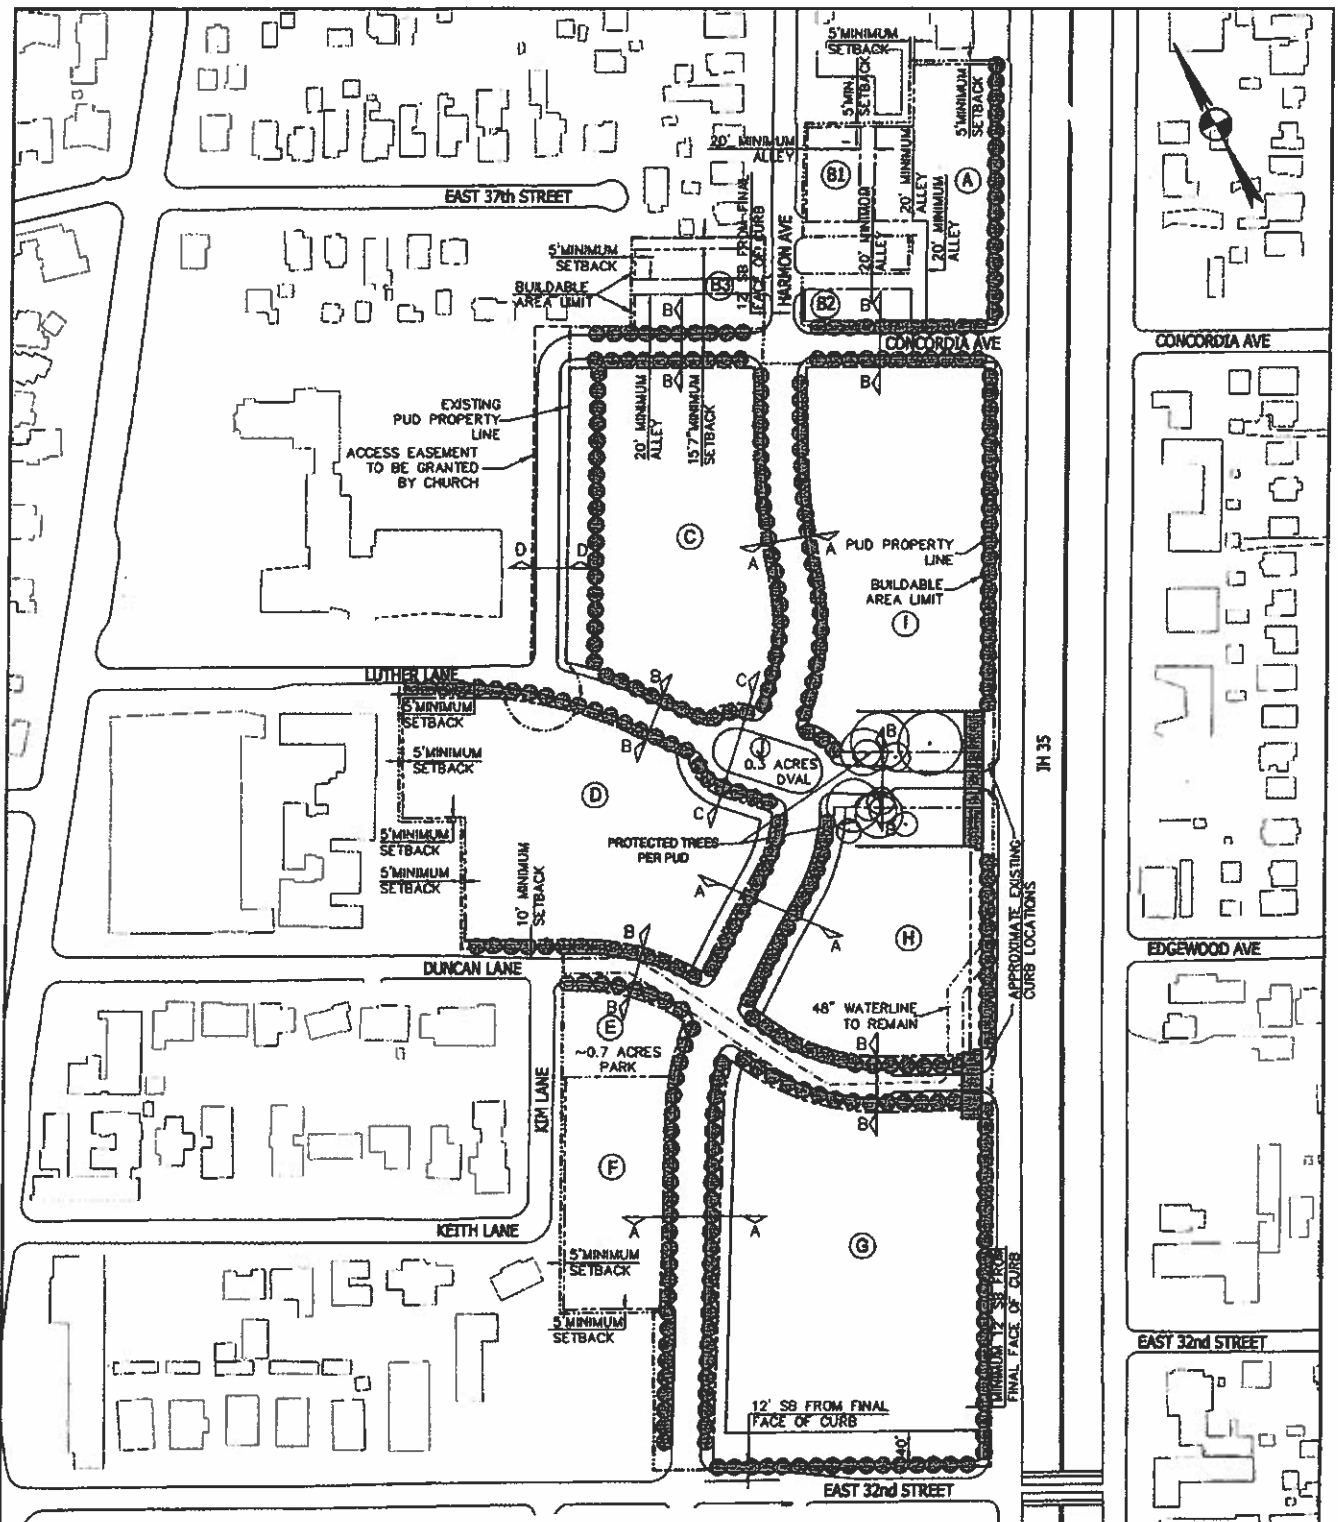 5'MINIMUM
SETBACK
5'MIN.
SETBACK
5'MINIMUM
SETBACK
20' MINIMUM
ALLEY
B1
A
20' MINIMUM
ALLEY
20' MINIMUM
ALLEY
20' MINIMOM
ALLEY
EAST 37th STREET
12' SB FROM FINAL
FACE OF CURB
HARMON AVE
5'MINIMUM
SETBACK
BUILDABLE
AREA LIMIT
B3
B2
B
B
CONCORDIA AVE
CONCORDIA AVE
B
B
EXISTING
PUD PROPERTY
LINE
20' MINIMUM
ALLEY
15'7"MINIMUM
SETBACK
ACCESS EASEMENT
TO BE GRANTED
BY CHURCH
C
D
D
A
A
PUD PROPERTY
LINE
BUILDABLE
AREA LIMIT
I
LUTHER LANE
B
C
5'MINIMUM
SETBACK
5'MINIMUM
SETBACK
B
J
0.3 ACRES
OVAL
B
IH 35
D
C
B
5'MINIMUM
SETBACK
PROTECTED TREES
PER PUD
5'MINIMUM
SETBACK
10' MINIMUM
SETBACK
A
A
B
H
APPROXIMATE EXISTING
CURB LOCATIONS
EDGEWOOD AVE
DUNCAN LANE
48" WATERLINE
TO REMAIN
B
E
~0.7 ACRES
PARK
B
KIM LANE
B
F
KEITH LANE
A
A
G
5'MINIMUM
SETBACK
5'MINIMUM
SETBACK
MINIMUM 12' SB FROM
FINAL FACE OF CURB
EAST 32nd STREET
12' SB FROM FINAL
FACE OF CURB
40'
EAST 32nd STREET